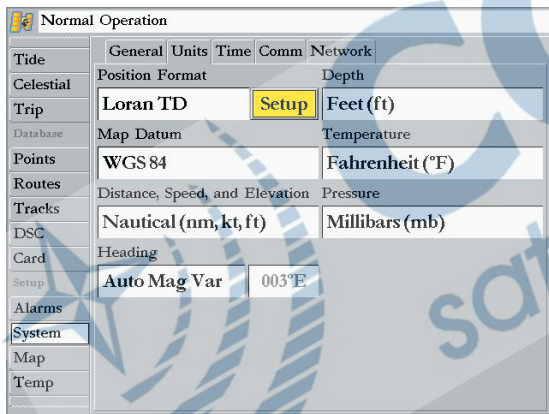 Normal Operation
General Units Time Comm Network
Tide
Celestial
Trip
Database
Points
Routes
Tracks
DSC
Card
Setup
Alarms
System
Map
Temp
Position Format
Loran TD Setup
Depth
Feet (ft)
Map Datum
WGS 84
Temperature
Fahrenheit (°F)
Distance, Speed, and Elevation
Nautical (nm, kt, ft)
Pressure
Millibars (mb)
Heading
Auto Mag Var 003°E